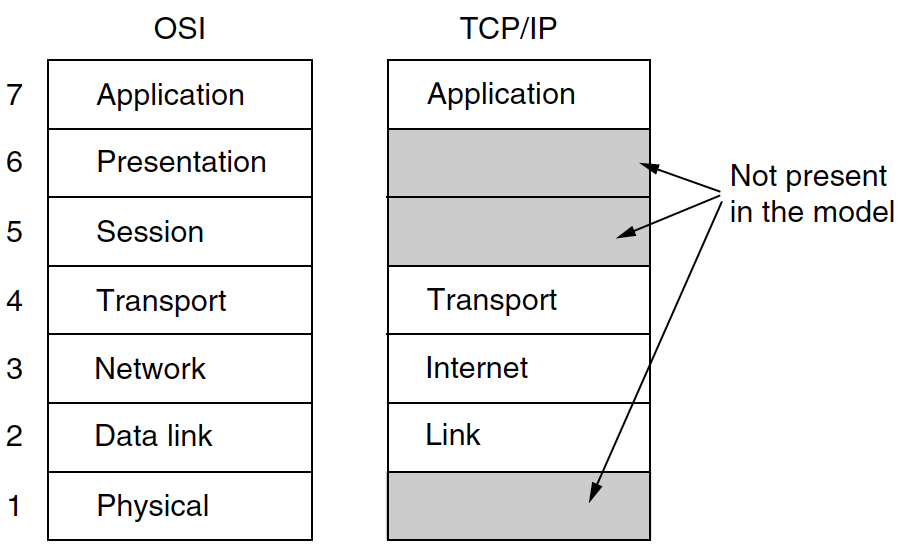 OSI TCP/IP
7 Application Application
6 Presentation
Not present
in the model
5 Session
4 Transport Transport
3 Network Internet
2 Data link Link
1 Physical